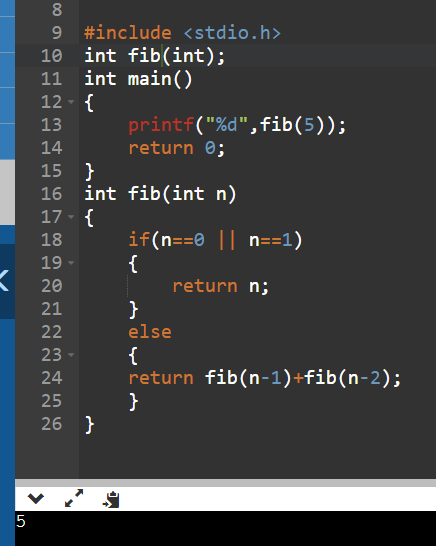 8
9 #include <stdio.h>
10 int fib(int);
11 int main()
12 {
13     printf("%d",fib(5));
14     return 0;
15 }
16 int fib(int n)
17 {
18     if(n==0 || n==1)
19     {
20         return n;
21     }
22     else
23     {
24     return fib(n-1)+fib(n-2);
25     }
26 }
5